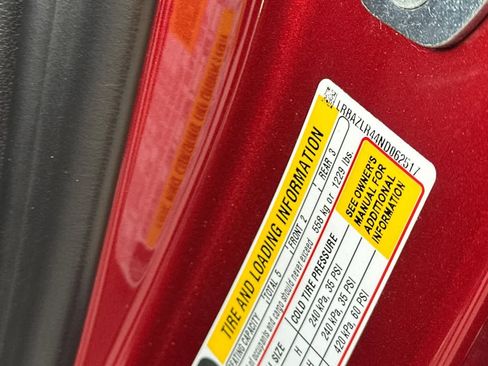 LRBAZLR44ND062517
TIRE AND LOADING INFORMATION
SEATING CAPACITY TOTAL 5 FRONT 2 REAR 3
of occupants and cargo should never exceed 558 kg or 1229 lbs.
SIZE COLD TIRE PRESSURE
H 240 kPa, 35 PSI
H 240 kPa, 35 PSI
M 420 kPa, 60 PSI
SEE OWNER'S
MANUAL FOR
ADDITIONAL
INFORMATION